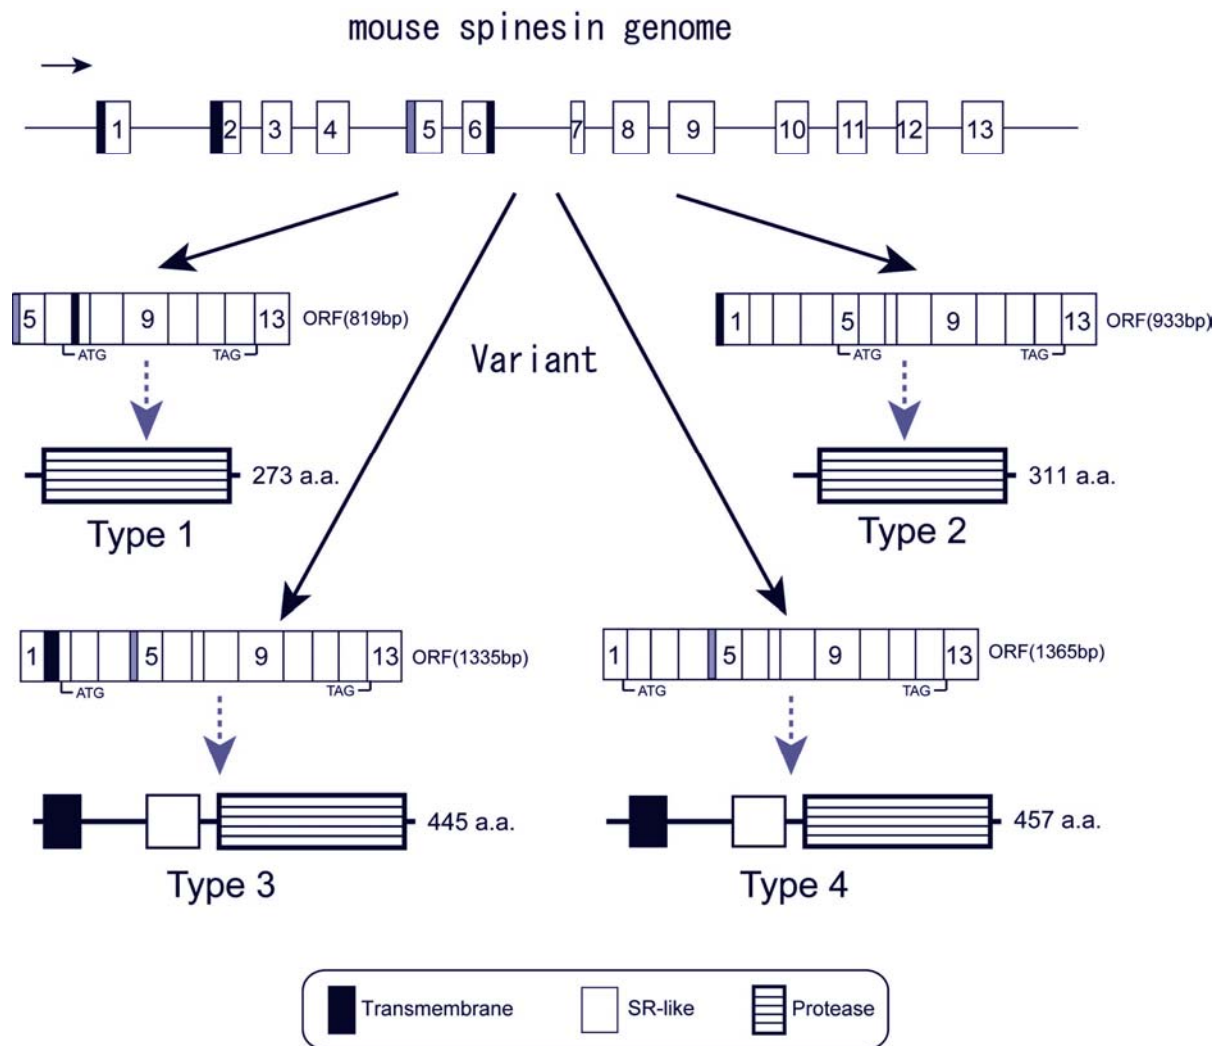 mouse spinesin genome
1 2 3 4 5 6 7 8 9 10 11 12 13
5 9 13 ORF(819bp)
ATG TAG
1 5 9 13 ORF(933bp)
ATG TAG
Variant
273 a.a.
Type 1
311 a.a.
Type 2
1 5 9 13 ORF(1335bp)
ATG TAG
1 5 9 13 ORF(1365bp)
ATG TAG
445 a.a.
Type 3
457 a.a.
Type 4
Transmembrane SR-like Protease